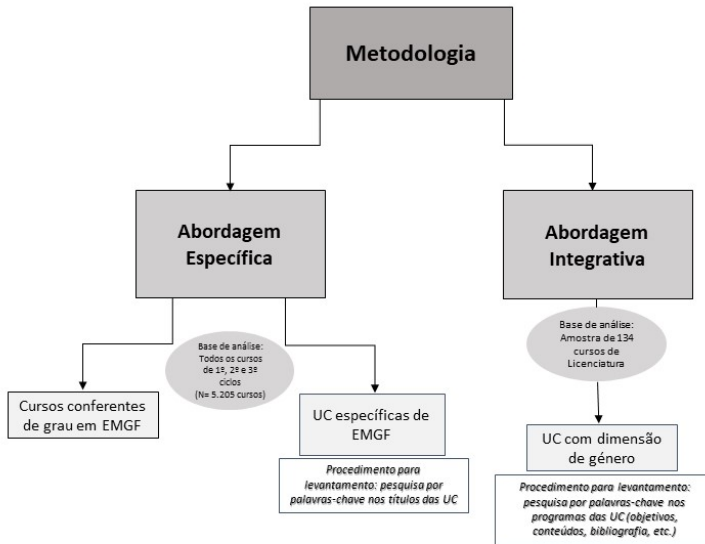 Metodologia
Abordagem
Específica
Abordagem
Integrativa
Base de análise:
Todos os cursos
de 1º, 2º e 3º
ciclos
(N= 5.205 cursos)
Base de análise:
Amostra de 134
cursos de
Licenciatura
Cursos conferentes
de grau em EMGF
UC específicas de
EMGF
Procedimento para
levantamento: pesquisa por
palavras-chave nos títulos das UC
UC com dimensão
de género
Procedimento para levantamento:
pesquisa por palavras-chave nos
programas das UC (objetivos,
conteúdos, bibliografia, etc.)